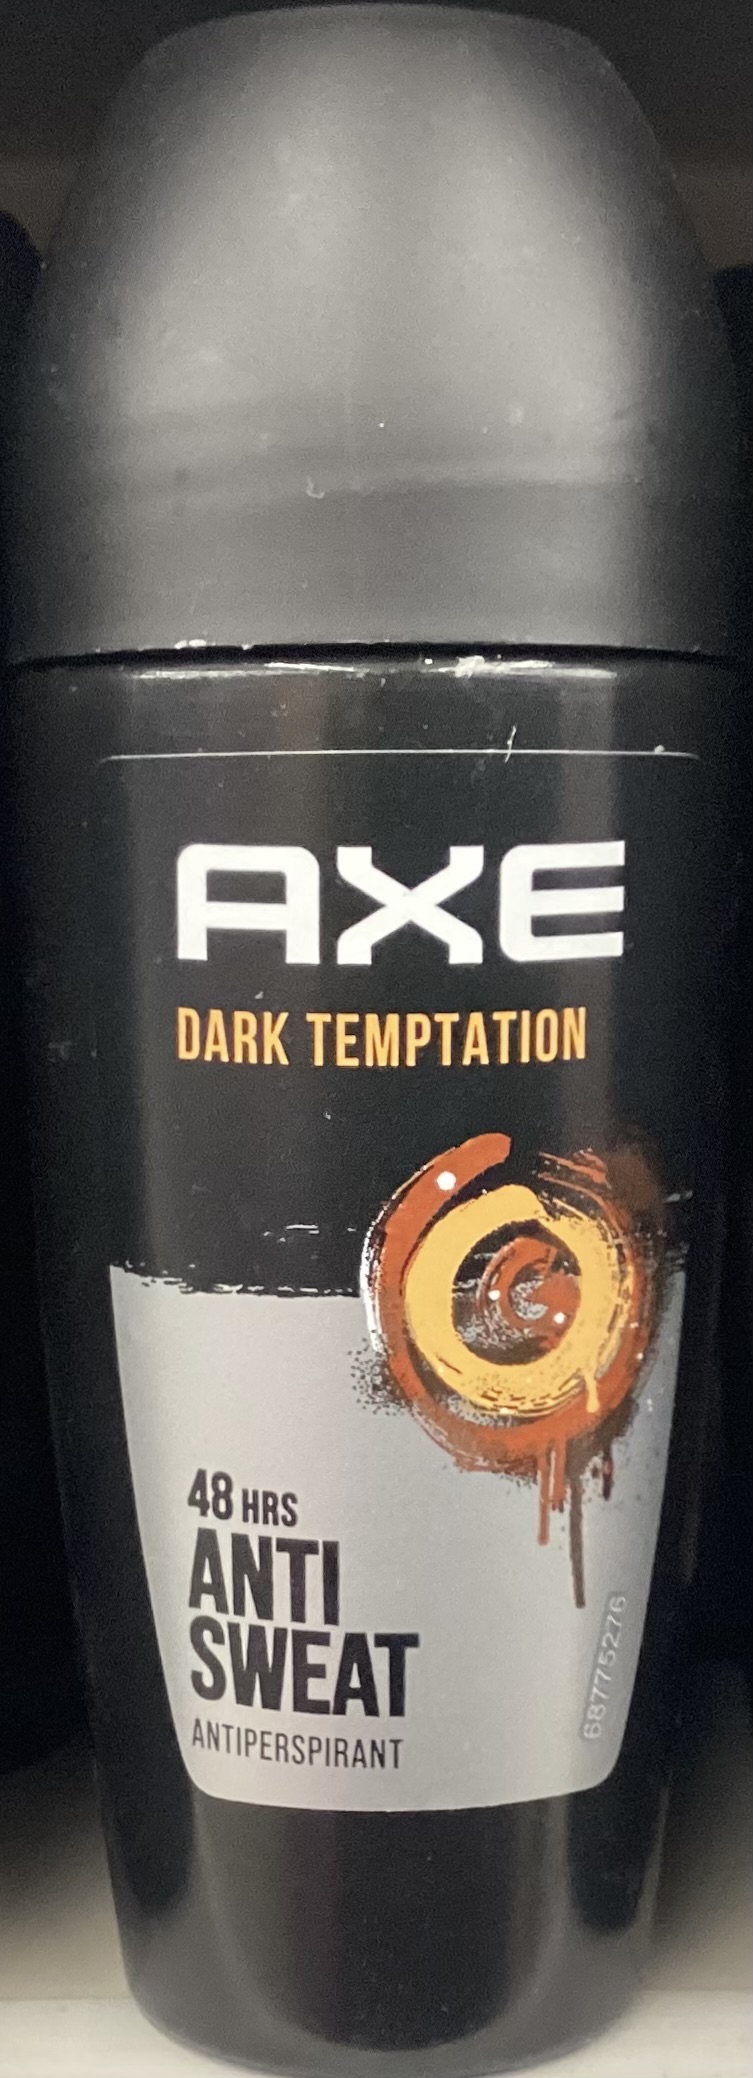 AXE
DARK TEMPTATION
48 HRS
ANTI
SWEAT
ANTIPERSPIRANT
68775276